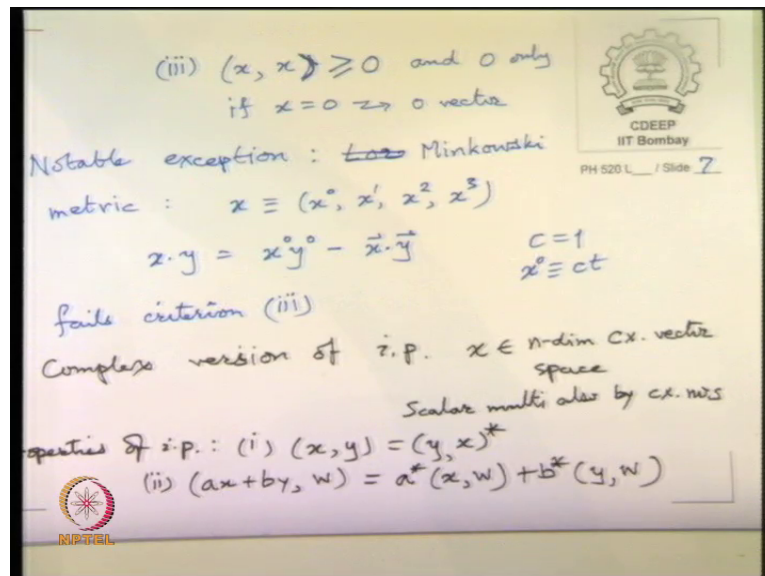 (iii) (x, x) ⩾ 0 and 0 only
if x = 0 ⇝ 0 vector
CDEEP
IIT Bombay
PH 520 L___ / Slide 7
Notable exception : Minkowski
metric : x ≡ (x⁰, x¹, x², x³)
x·y = x⁰y⁰ − x⃗·y⃗ c = 1
x⁰ ≡ ct
fails criterion (iii)
Complex version of i.p. x ∈ n-dim Cx. vector
space
Scalar multi also by cx. n℮s
operties of i.p. : (i) (x, y) = (y, x)*
(ii) (ax + by, w) = a*(x, w) + b*(y, w)
NPTEL